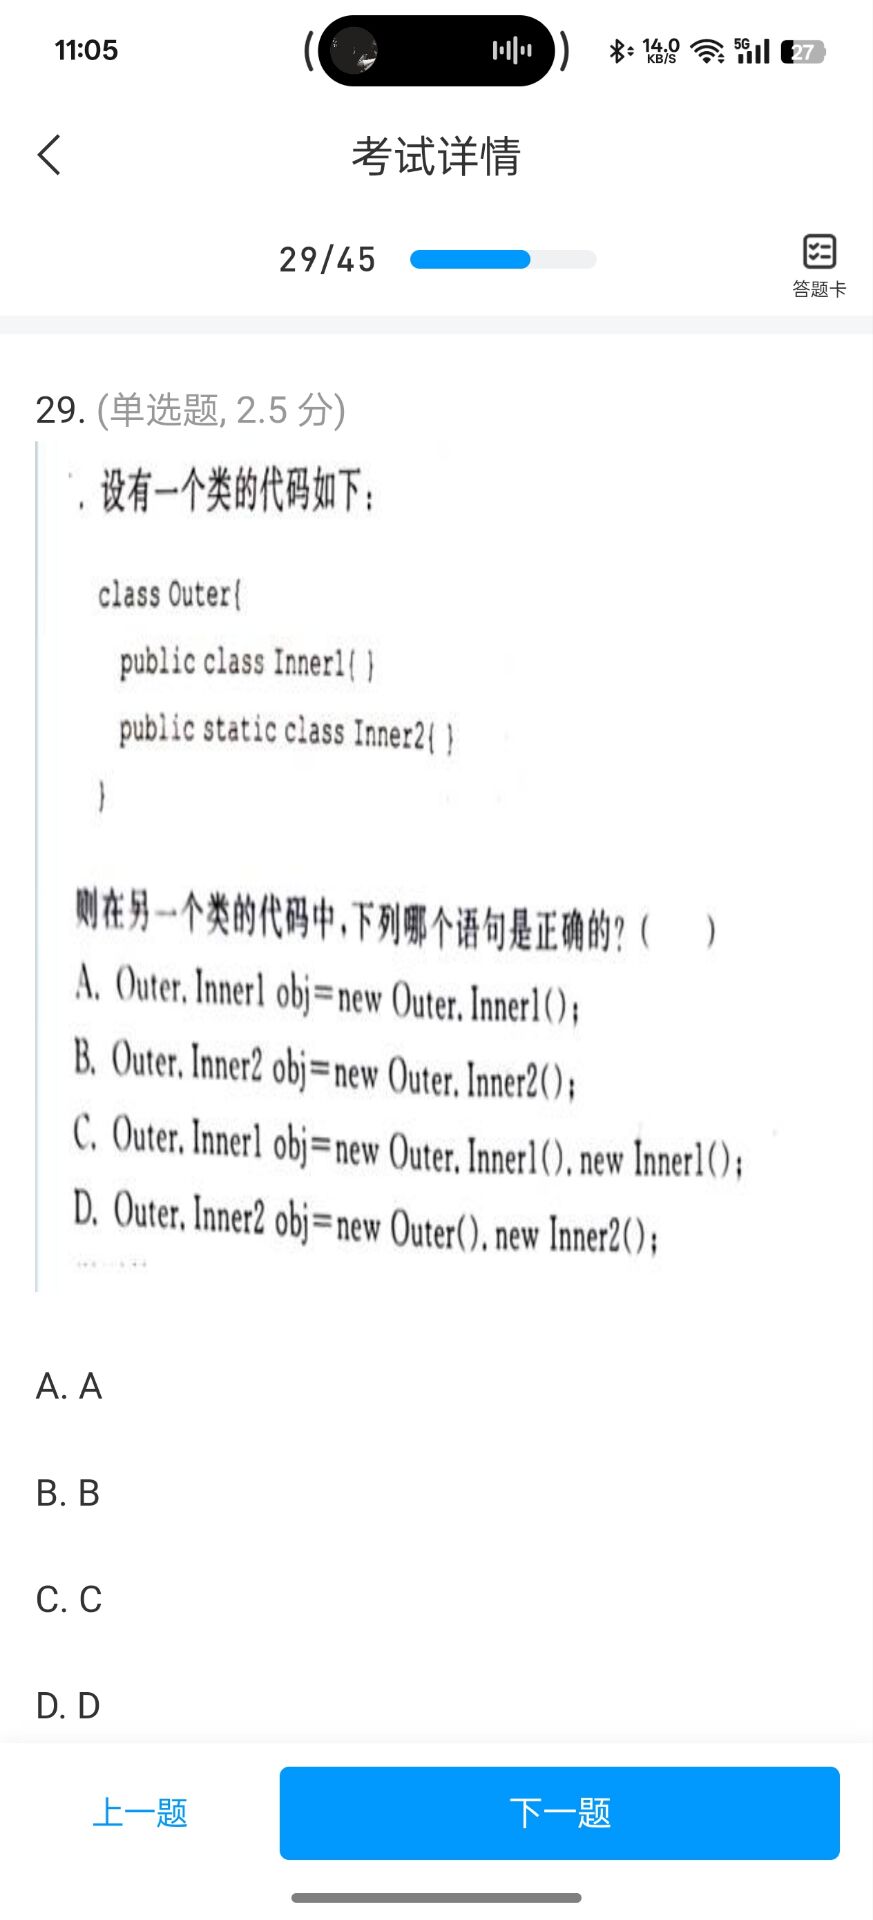 11:05
14.0
KB/S
5G
27
考试详情
29/45
答题卡
29. (单选题, 2.5 分)
. 设有一个类的代码如下：
class Outer{
public class Inner1{ }
public static class Inner2{ }
}
则在另一个类的代码中，下列哪个语句是正确的？（ ）
A. Outer. Inner1 obj=new Outer. Inner1();
B. Outer. Inner2 obj=new Outer. Inner2();
C. Outer. Inner1 obj=new Outer. Inner1(). new Inner1();
D. Outer. Inner2 obj=new Outer(). new Inner2();
A. A
B. B
C. C
D. D
上一题
下一题